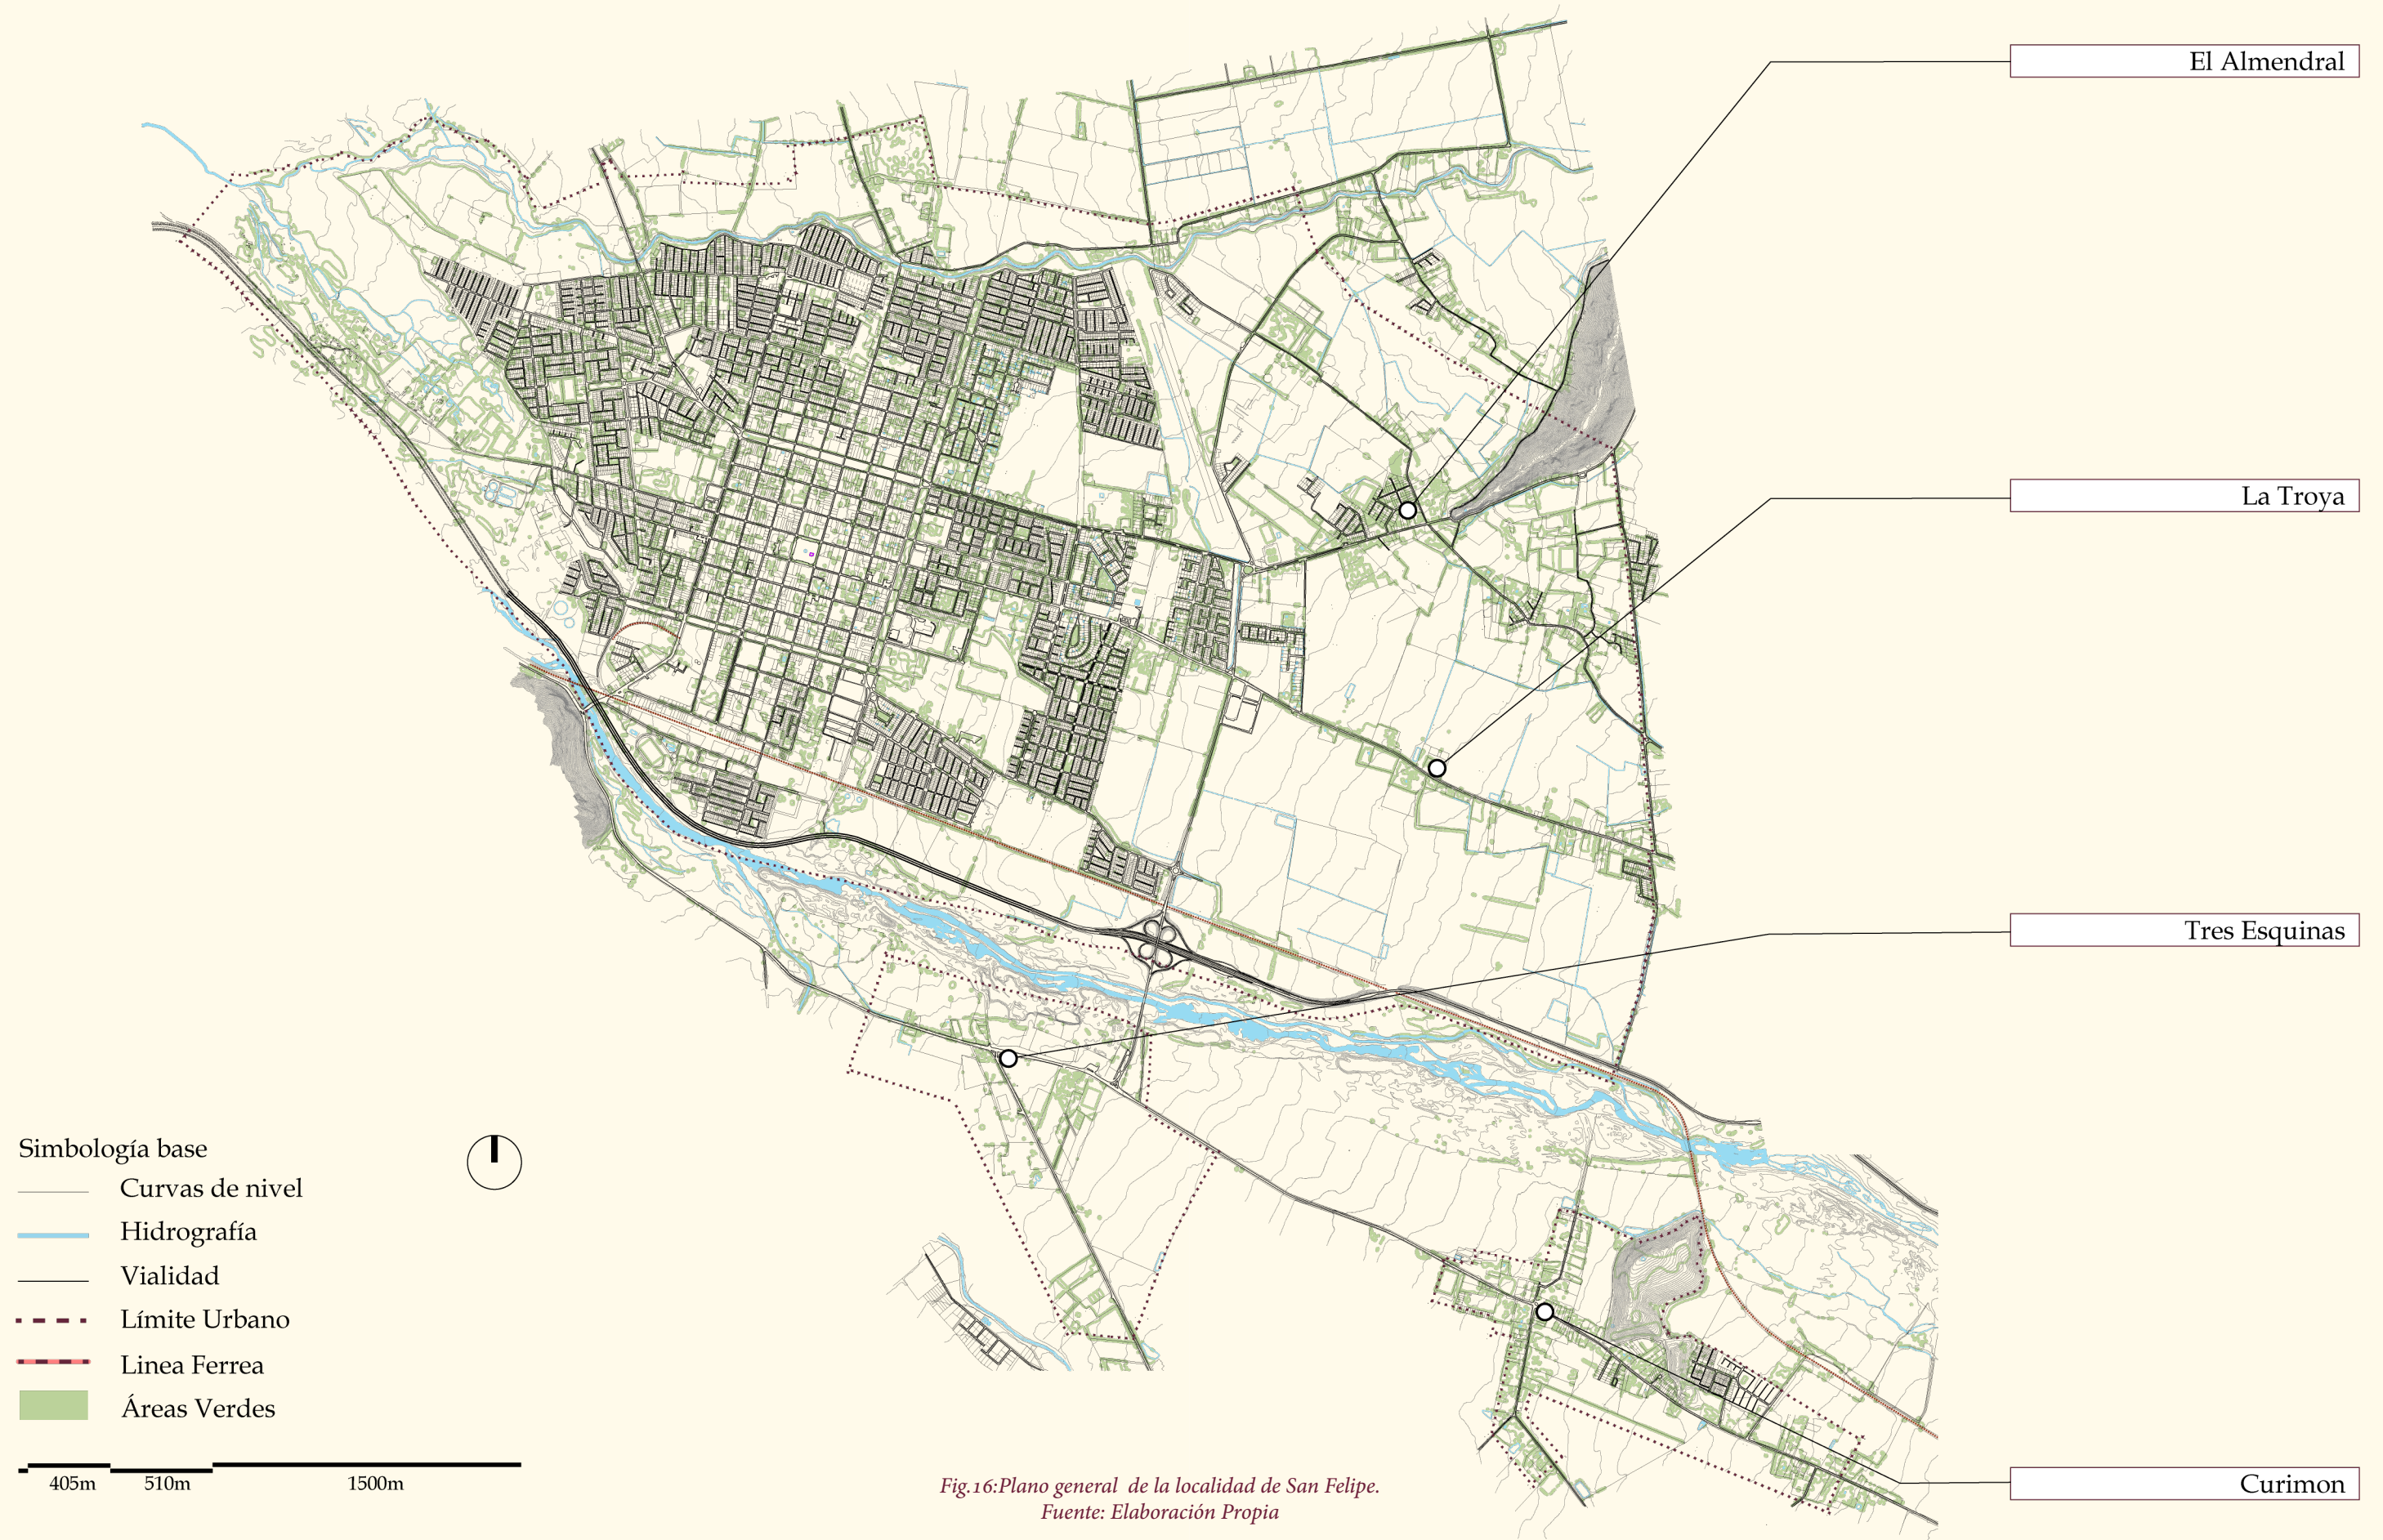 El Almendral
La Troya
Tres Esquinas
Simbología base
Curvas de nivel
Hidrografía
Vialidad
Límite Urbano
Linea Ferrea
Áreas Verdes
405m 510m 1500m
Fig.16:Plano general de la localidad de San Felipe.
Fuente: Elaboración Propia
Curimon